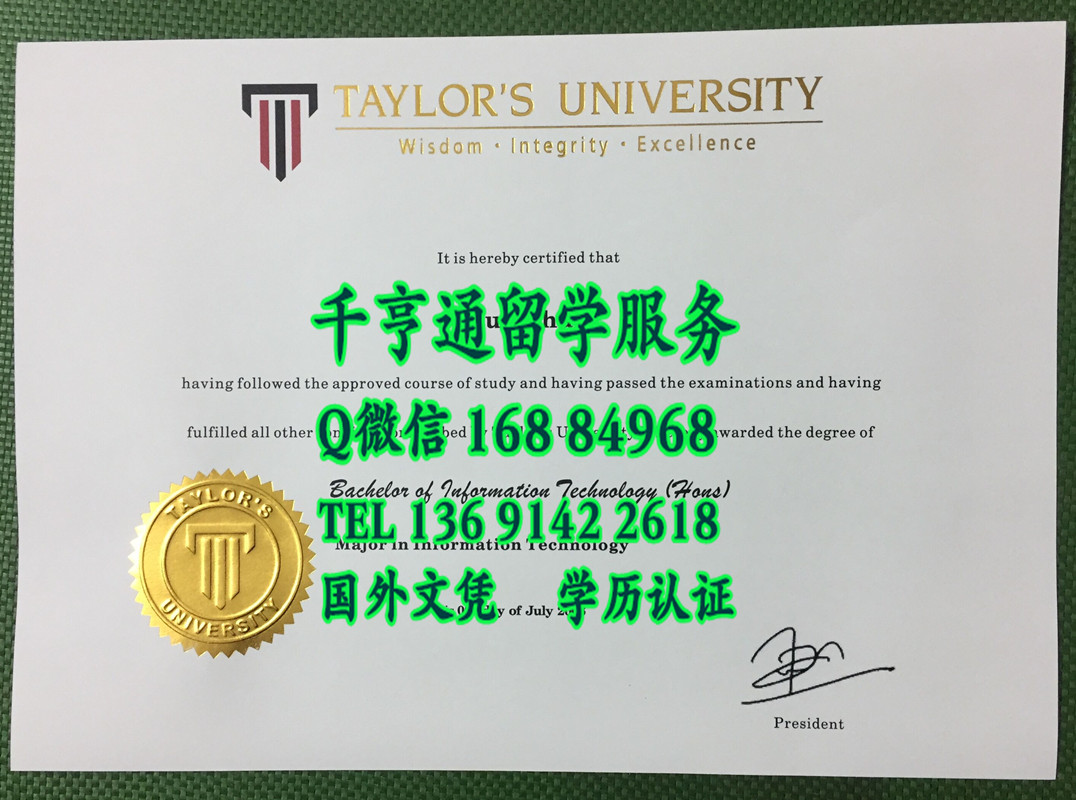 TAYLOR'S UNIVERSITY
Wisdom · Integrity · Excellence
It is hereby certified that
千亨通留学服务
having followed the approved course of study and having passed the examinations and having
fulfilled all other
awarded the degree of
Q微信 168 84968
Bachelor of Information Technology (Hons)
TEL 136 9142 2618
Major in Information Technology
国外文凭 学历认证
of July
TAYLOR'S
UNIVERSITY
President